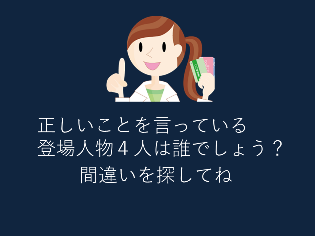 正しいことを言っている
登場人物４人は誰でしょう？
間違いを探してね